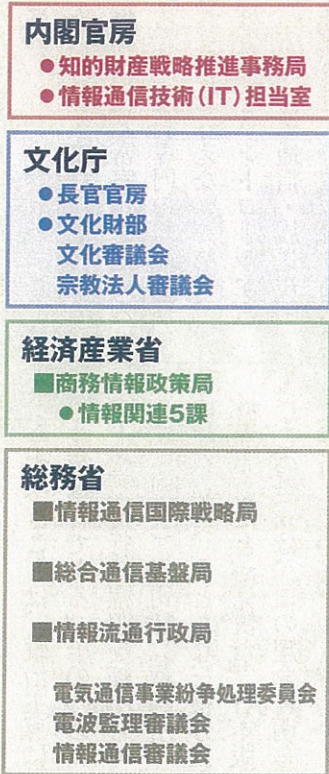 内閣官房
●知的財産戦略推進事務局
●情報通信技術(IT)担当室
文化庁
●長官官房
●文化財部
文化審議会
宗教法人審議会
経済産業省
■商務情報政策局
●情報関連5課
総務省
■情報通信国際戦略局
■総合通信基盤局
■情報流通行政局
電気通信事業紛争処理委員会
電波監理審議会
情報通信審議会